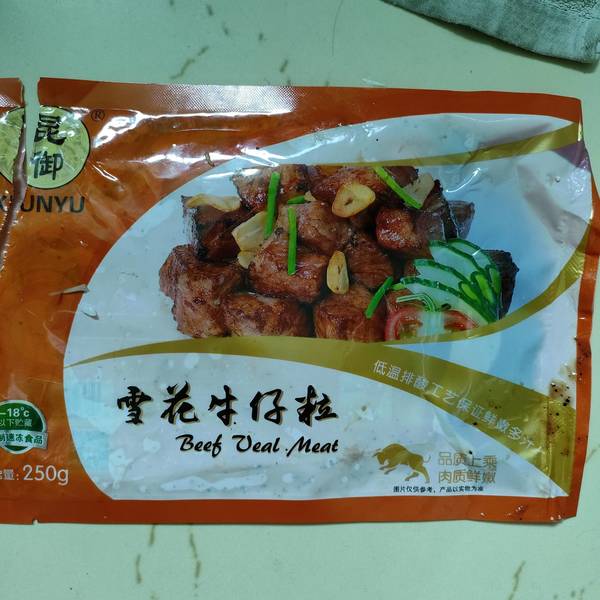 昆御
®
KUNYU
低温排酸工艺保证鲜嫩多汁
雪花牛仔粒
Beef Veal Meat
-18℃
以下贮藏
制速冻食品
量: 250g
品质上乘
肉质鲜嫩
图片仅供参考，产品以实物为准